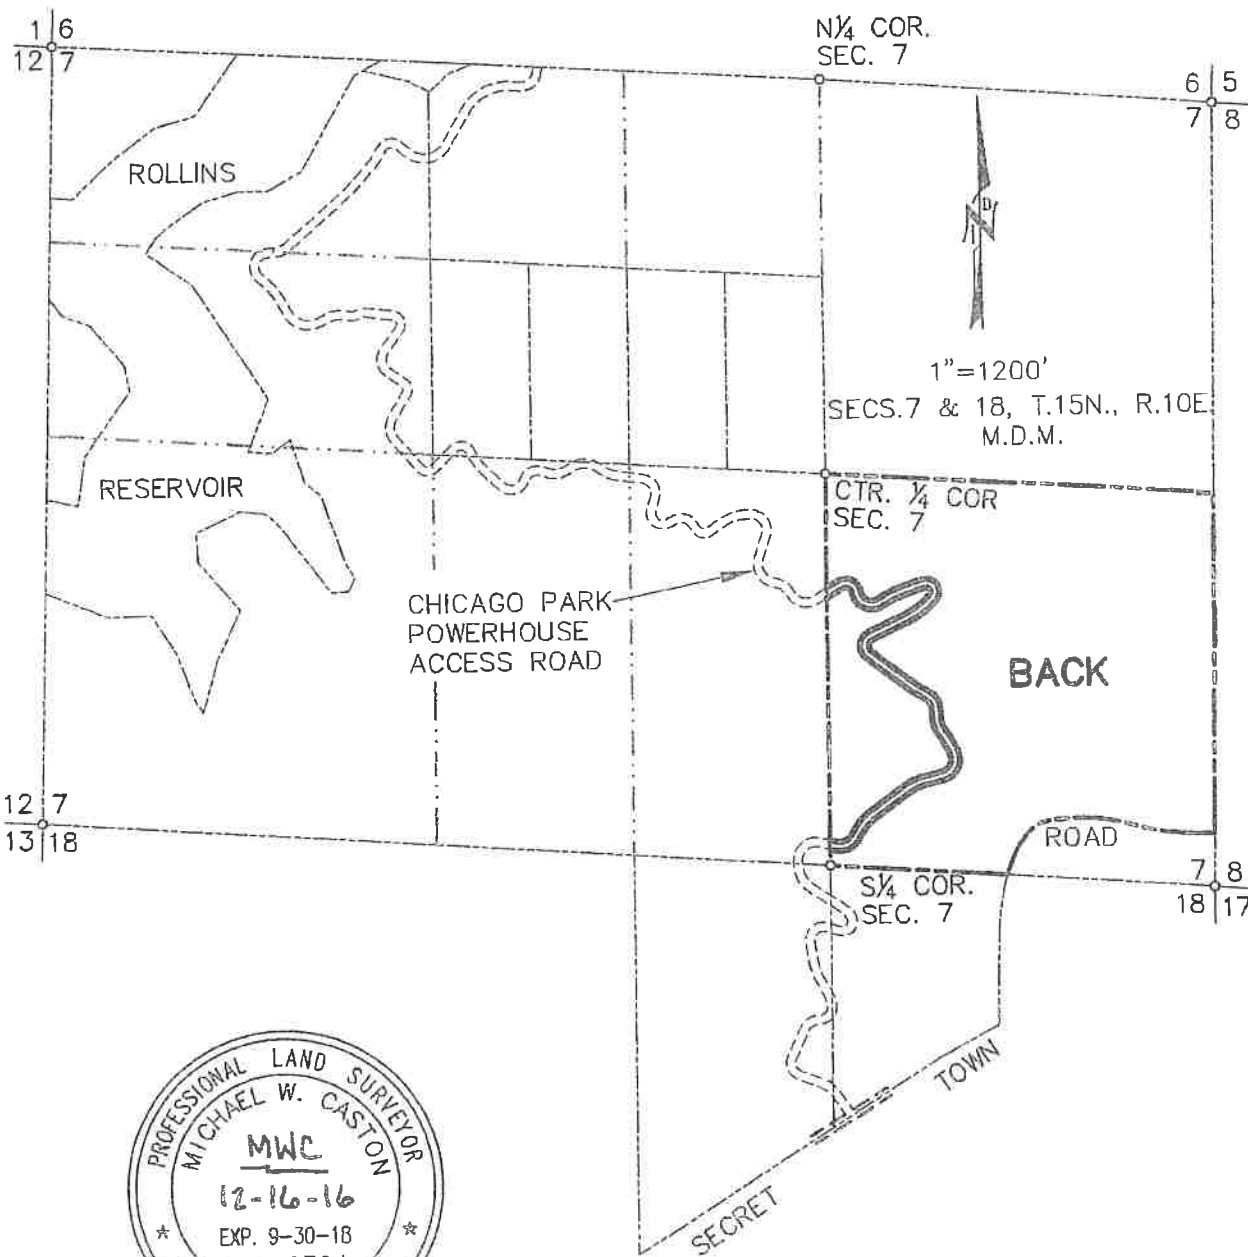 1 6
12 7
N¼ COR.
SEC. 7
6 5
7 8
ROLLINS
N
I
D
1"=1200'
SECS.7 & 18, T.15N., R.10E
M.D.M.
RESERVOIR
CTR. ¼ COR
SEC. 7
CHICAGO PARK
POWERHOUSE
ACCESS ROAD
BACK
12 7
13 18
ROAD
S¼ COR.
SEC. 7
7 8
18 17
TOWN
SECRET
PROFESSIONAL LAND SURVEYOR
MICHAEL W. CASTON
MWC
12-16-16
EXP. 9-30-18